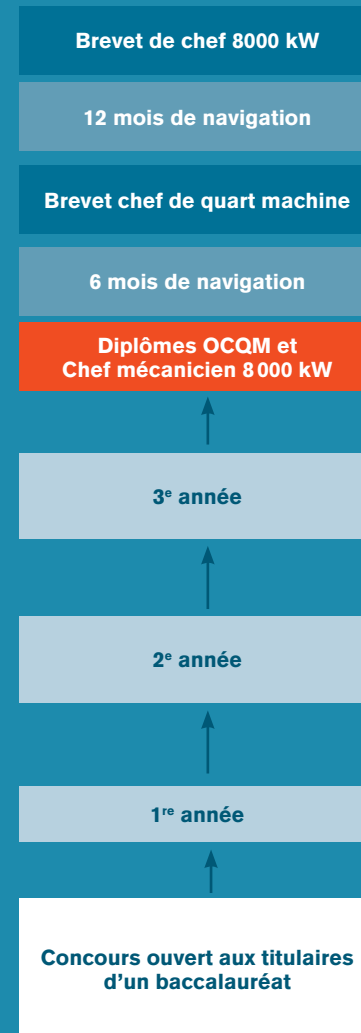 Brevet de chef 8000 kW
12 mois de navigation
Brevet chef de quart machine
6 mois de navigation
Diplômes OCQM et
Chef mécanicien 8 000 kW
3e année
2e année
1re année
Concours ouvert aux titulaires
d'un baccalauréat